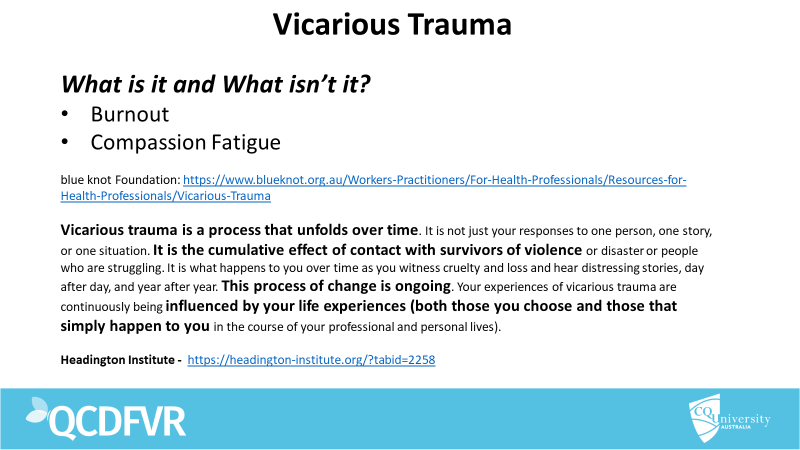 Vicarious Trauma
What is it and What isn’t it?
• Burnout
• Compassion Fatigue
blue knot Foundation: https://www.blueknot.org.au/Workers-Practitioners/For-Health-Professionals/Resources-for-
Health-Professionals/Vicarious-Trauma
Vicarious trauma is a process that unfolds over time. It is not just your responses to one person, one story,
or one situation. It is the cumulative effect of contact with survivors of violence or disaster or people
who are struggling. It is what happens to you over time as you witness cruelty and loss and hear distressing stories, day
after day, and year after year. This process of change is ongoing. Your experiences of vicarious trauma are
continuously being influenced by your life experiences (both those you choose and those that
simply happen to you in the course of your professional and personal lives).
Headington Institute - https://headington-institute.org/?tabid=2258
QCDFVR
CQUniversity
AUSTRALIA